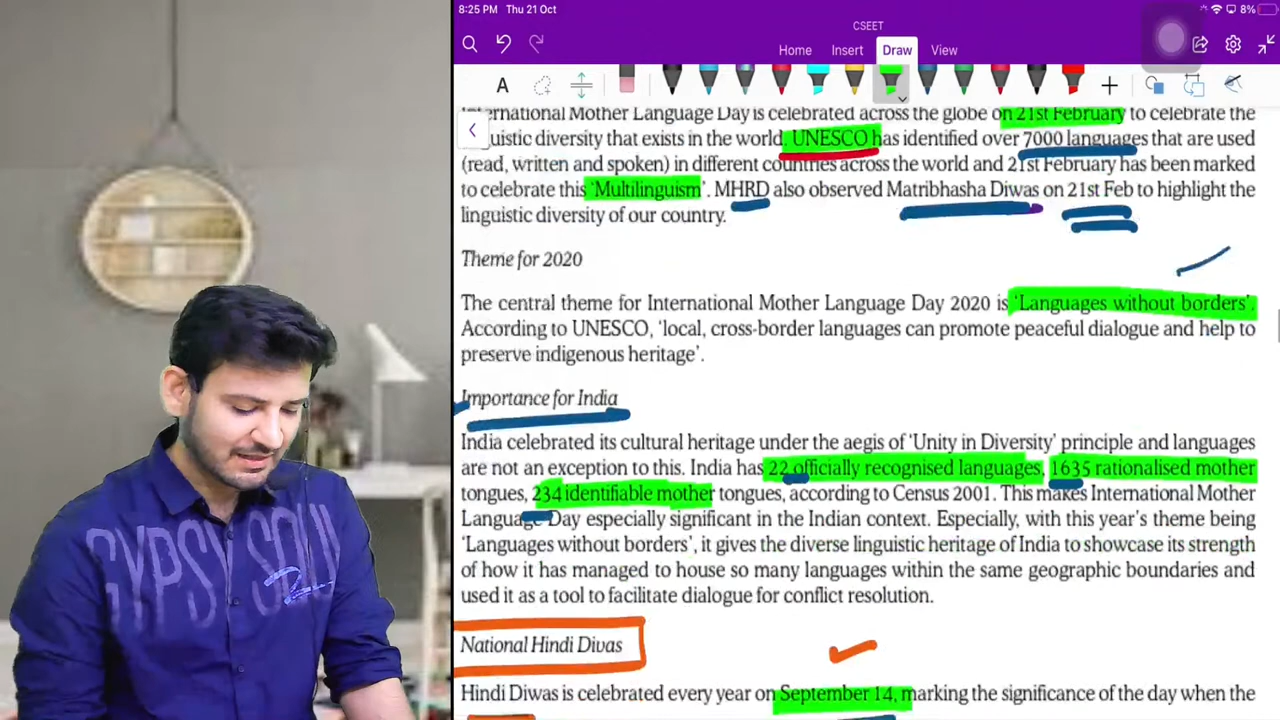 8:25 PM Thu 21 Oct
8%
CSEET
Home Insert Draw View
A
International Mother Language Day is celebrated across the globe on 21st February to celebrate the
linguistic diversity that exists in the world. UNESCO has identified over 7000 languages that are used
(read, written and spoken) in different countries across the world and 21st February has been marked
to celebrate this 'Multilinguism'. MHRD also observed Matribhasha Diwas on 21st Feb to highlight the
linguistic diversity of our country.
Theme for 2020
The central theme for International Mother Language Day 2020 is 'Languages without borders'.
According to UNESCO, 'local, cross-border languages can promote peaceful dialogue and help to
preserve indigenous heritage'.
Importance for India
India celebrated its cultural heritage under the aegis of 'Unity in Diversity' principle and languages
are not an exception to this. India has 22 officially recognised languages, 1635 rationalised mother
tongues, 234 identifiable mother tongues, according to Census 2001. This makes International Mother
Language Day especially significant in the Indian context. Especially, with this year's theme being
'Languages without borders', it gives the diverse linguistic heritage of India to showcase its strength
of how it has managed to house so many languages within the same geographic boundaries and
used it as a tool to facilitate dialogue for conflict resolution.
National Hindi Divas
Hindi Diwas is celebrated every year on September 14, marking the significance of the day when the
GYPSY SOUL